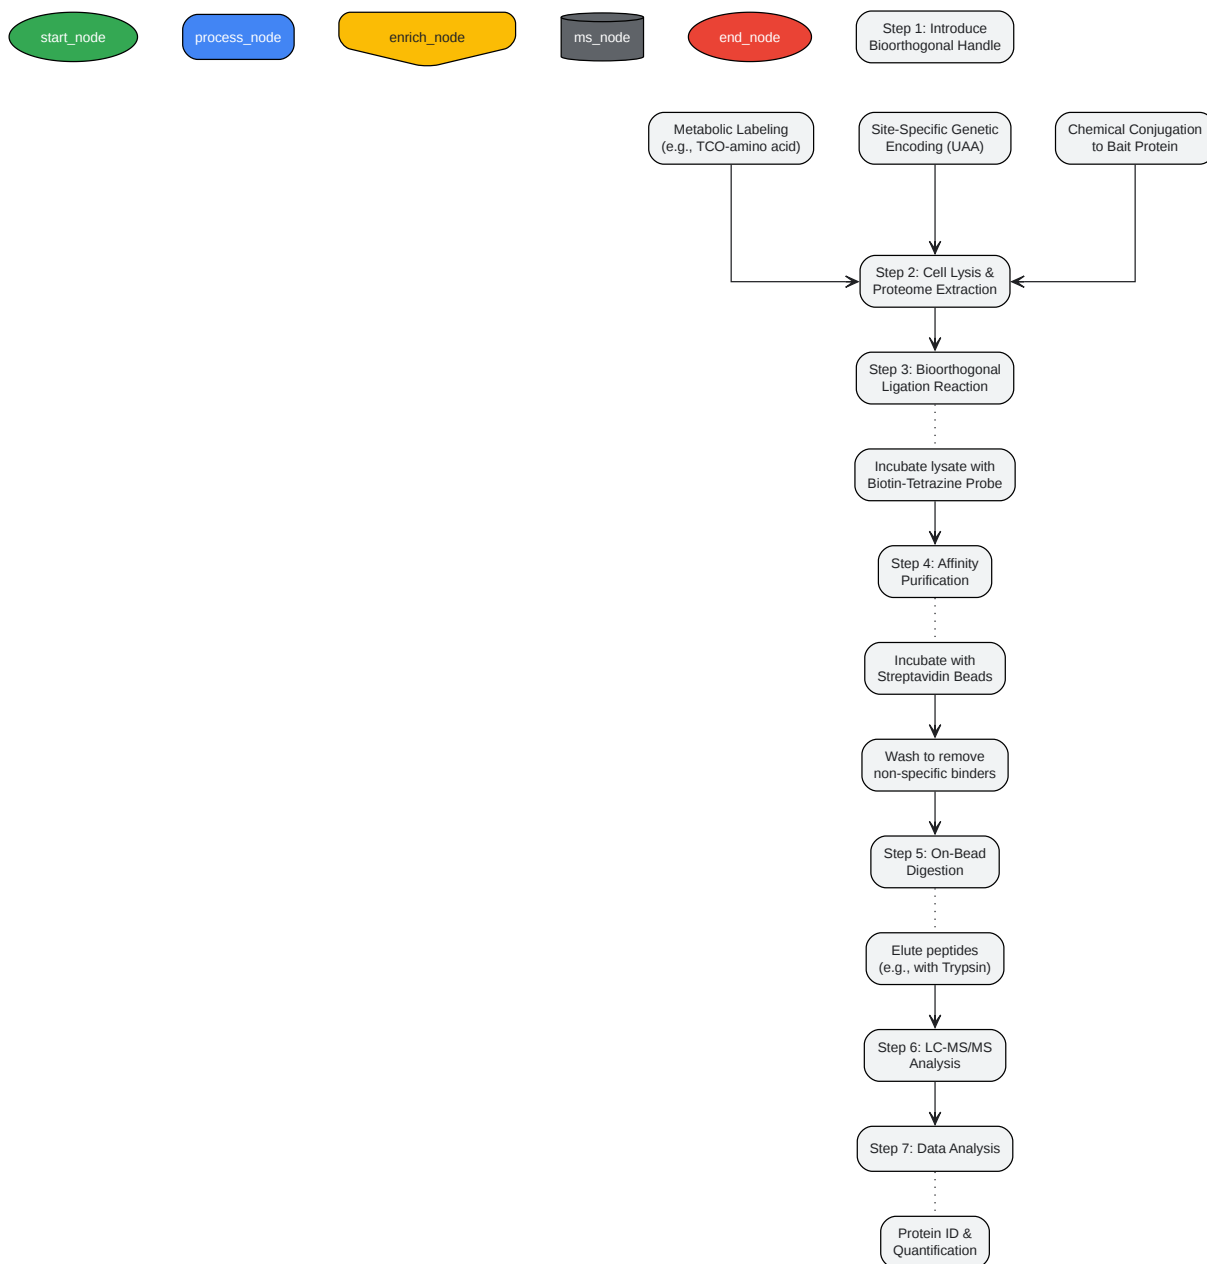 start_node
process_node
enrich_node
ms_node
end_node
Step 1: Introduce
Bioorthogonal Handle
Metabolic Labeling
(e.g., TCO-amino acid)
Site-Specific Genetic
Encoding (UAA)
Chemical Conjugation
to Bait Protein
Step 2: Cell Lysis &
Proteome Extraction
Step 3: Bioorthogonal
Ligation Reaction
Incubate lysate with
Biotin-Tetrazine Probe
Step 4: Affinity
Purification
Incubate with
Streptavidin Beads
Wash to remove
non-specific binders
Step 5: On-Bead
Digestion
Elute peptides
(e.g., with Trypsin)
Step 6: LC-MS/MS
Analysis
Step 7: Data Analysis
Protein ID &
Quantification